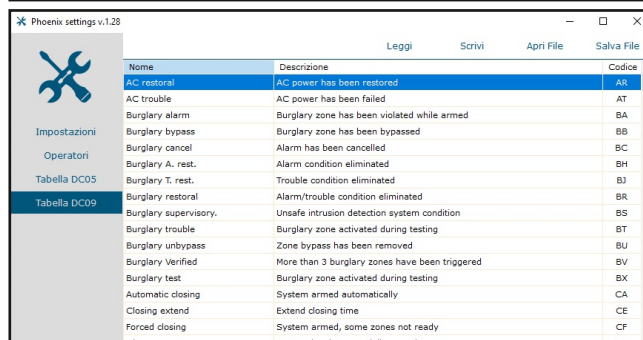 Phoenix settings v.1.28
Leggi Scrivi Apri File Salva File
Nome Descrizione Codice
AC restoral AC power has been restored AR
AC trouble AC power has been failed AT
Burglary alarm Burglary zone has been violated while armed BA
Impostazioni
Burglary bypass Burglary zone has been bypassed BB
Burglary cancel Alarm has been cancelled BC
Operatori
Burglary A. rest. Alarm condition eliminated BH
Tabella DC05
Burglary T. rest. Trouble condition eliminated BJ
Tabella DC09
Burglary restoral Alarm/trouble condition eliminated BR
Burglary supervisory. Unsafe intrusion detection system condition BS
Burglary trouble Burglary zone activated during testing BT
Burglary unbypass Zone bypass has been removed BU
Burglary Verified More than 3 burglary zones have been triggered BV
Burglary test Burglary zone activated during testing BX
Automatic closing System armed automatically CA
Closing extend Extend closing time CE
Forced closing System armed, some zones not ready CF